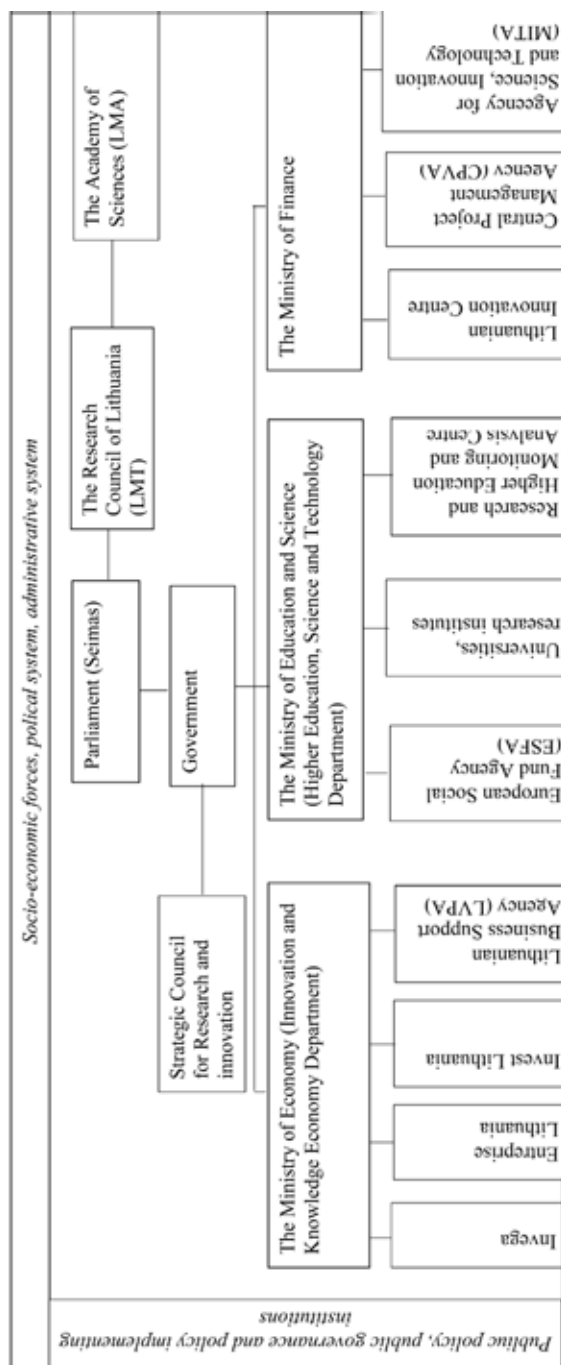 Socio-economic forces, polical system, administrative system
Publiuc policy, public governance and policy implementing
institutions
Parliament (Seimas)
The Research
Council of Lithuania
(LMT)
The Academy of
Sciences (LMA)
Strategic Council
for Research and
innovation
Government
The Ministry of Economy (Innovation and
Knowledge Economy Department)
The Ministry of Education and Science
(Higher Education, Science and Technology
Department)
The Ministry of Finance
Invega
Entreprise
Lithuania
Invest Lithuania
Lithuanian
Business Support
Agency (LVPA)
European Social
Fund Agency
(ESFA)
Universities,
research institutes
Research and
Higher Education
Monitoring and
Analysis Centre
Lithuanian
Innovation Centre
Central Project
Management
Agency (CPVA)
Ageency for
Science, Innovation
and Technology
(MITA)